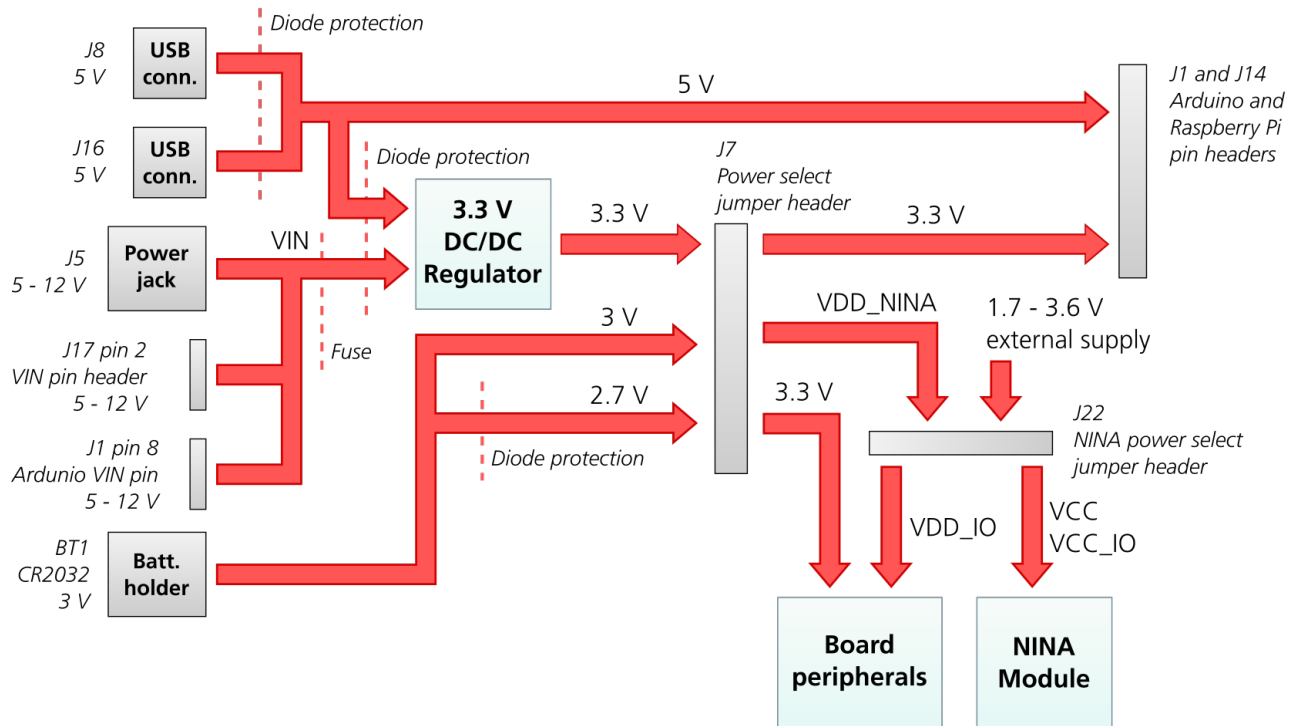 Diode protection
J8
5 V
USB
conn.
5 V
J1 and J14
Arduino and
Raspberry Pi
pin headers
J16
5 V
USB
conn.
Diode protection
J7
Power select
jumper header
3.3 V
DC/DC
Regulator
3.3 V
3.3 V
J5
5 - 12 V
Power
jack
VIN
VDD_NINA
1.7 - 3.6 V
external supply
3 V
Fuse
J17 pin 2
VIN pin header
5 - 12 V
2.7 V
3.3 V
J22
NINA power select
jumper header
Diode protection
J1 pin 8
Ardunio VIN pin
5 - 12 V
VDD_IO
VCC
VCC_IO
BT1
CR2032
3 V
Batt.
holder
Board
peripherals
NINA
Module